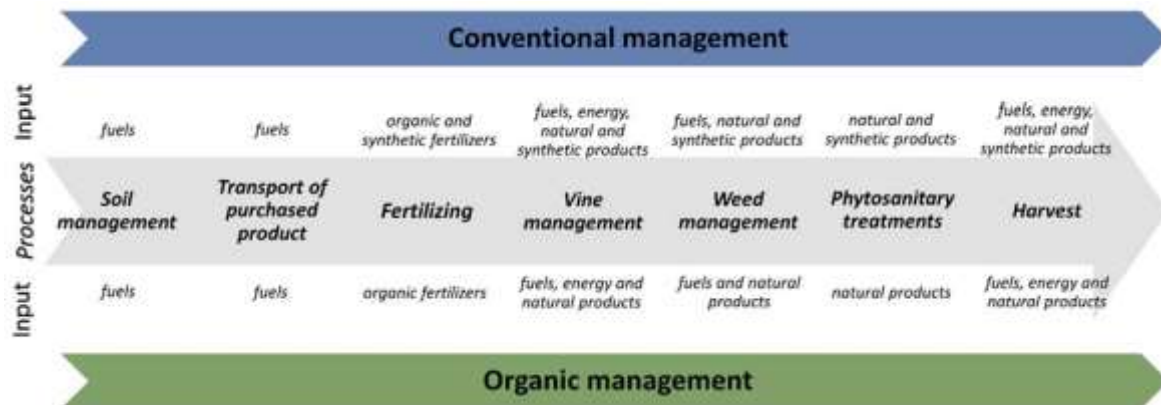 Conventional management
Input
fuels
fuels
organic and
synthetic fertilizers
fuels, energy,
natural and
synthetic products
fuels, natural and
synthetic products
natural and
synthetic products
fuels, energy,
natural and
synthetic products
Processes
Soil
management
Transport of
purchased
product
Fertilizing
Vine
management
Weed
management
Phytosanitary
treatments
Harvest
Input
fuels
fuels
organic fertilizers
fuels, energy and
natural products
fuels and natural
products
natural products
fuels, energy and
natural products
Organic management